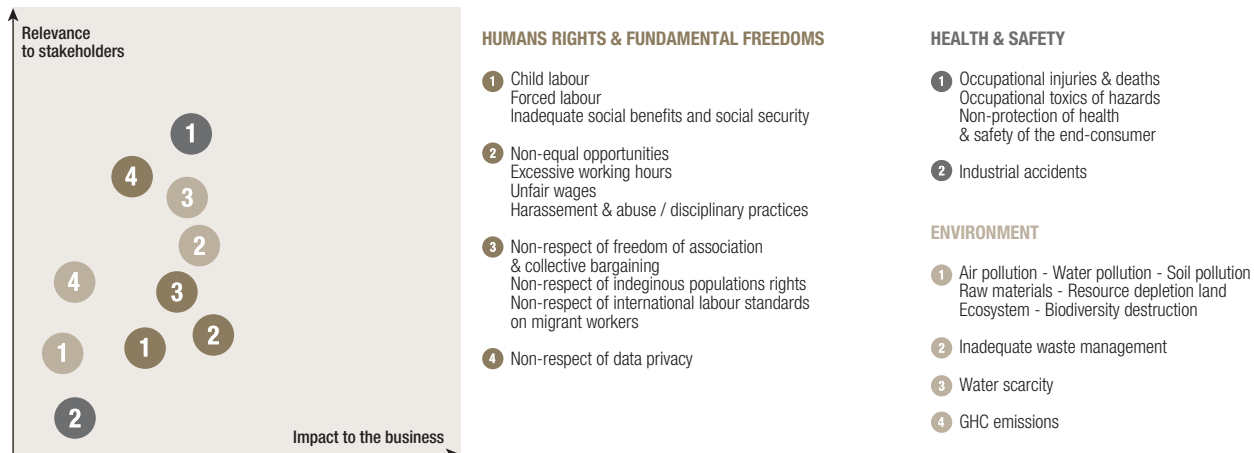 Relevance
to stakeholders
1
4
3
2
4
3
2
1
1
2
Impact to the business
HUMANS RIGHTS & FUNDAMENTAL FREEDOMS
1 Child labour
Forced labour
Inadequate social benefits and social security
2 Non-equal opportunities
Excessive working hours
Unfair wages
Harassement & abuse / disciplinary practices
3 Non-respect of freedom of association
& collective bargaining
Non-respect of indeginous populations rights
Non-respect of international labour standards
on migrant workers
4 Non-respect of data privacy
HEALTH & SAFETY
1 Occupational injuries & deaths
Occupational toxics of hazards
Non-protection of health
& safety of the end-consumer
2 Industrial accidents
ENVIRONMENT
1 Air pollution - Water pollution - Soil pollution
Raw materials - Resource depletion land
Ecosystem - Biodiversity destruction
2 Inadequate waste management
3 Water scarcity
4 GHC emissions